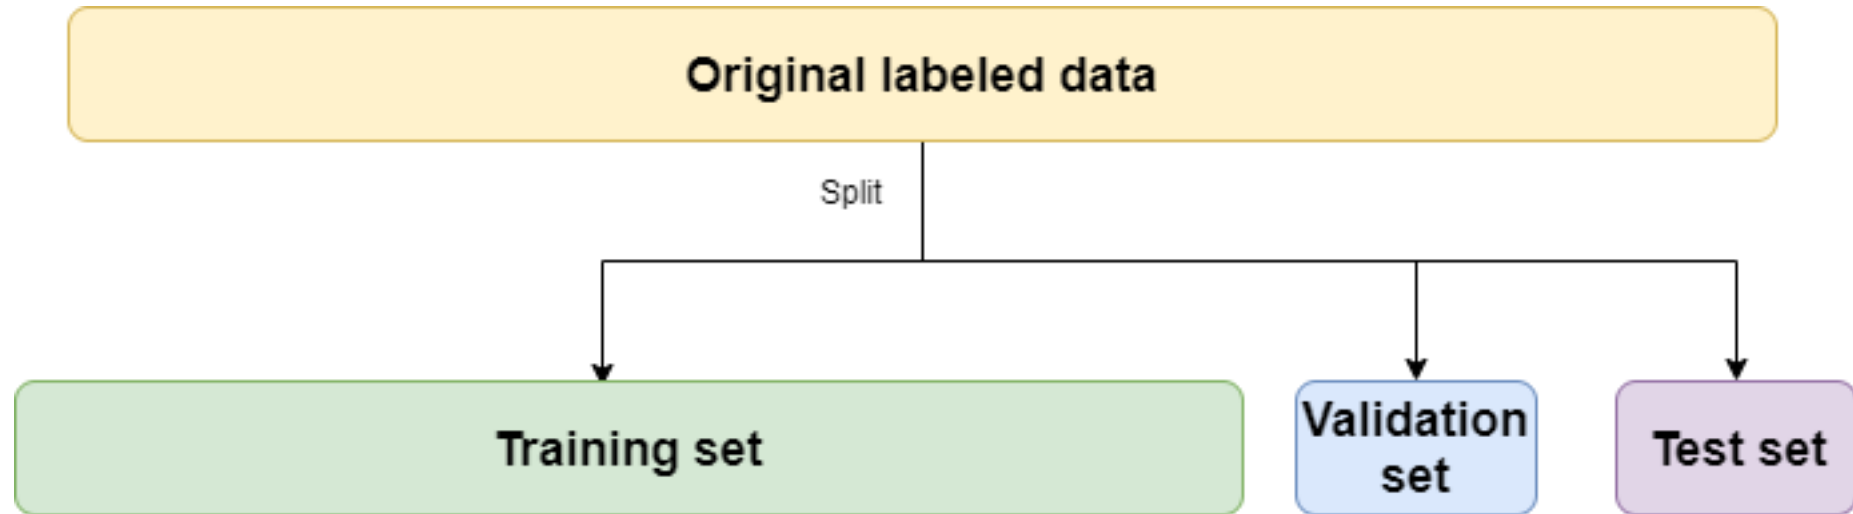 Original labeled data
Split
Training set
Validation
set
Test set